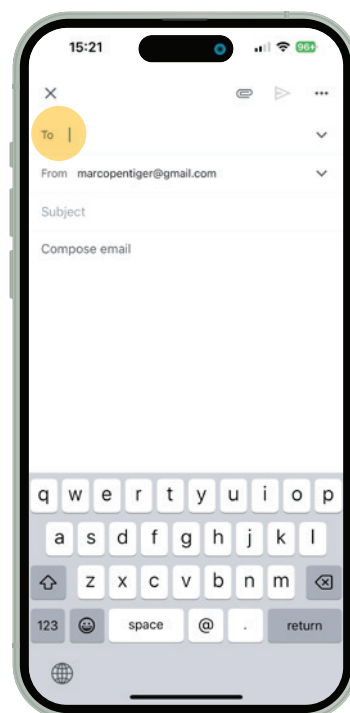 15:21
96
To
From marcopentiger@gmail.com
Subject
Compose email
q w e r t y u i o p
a s d f g h j k l
z x c v b n m
123 space @ . return